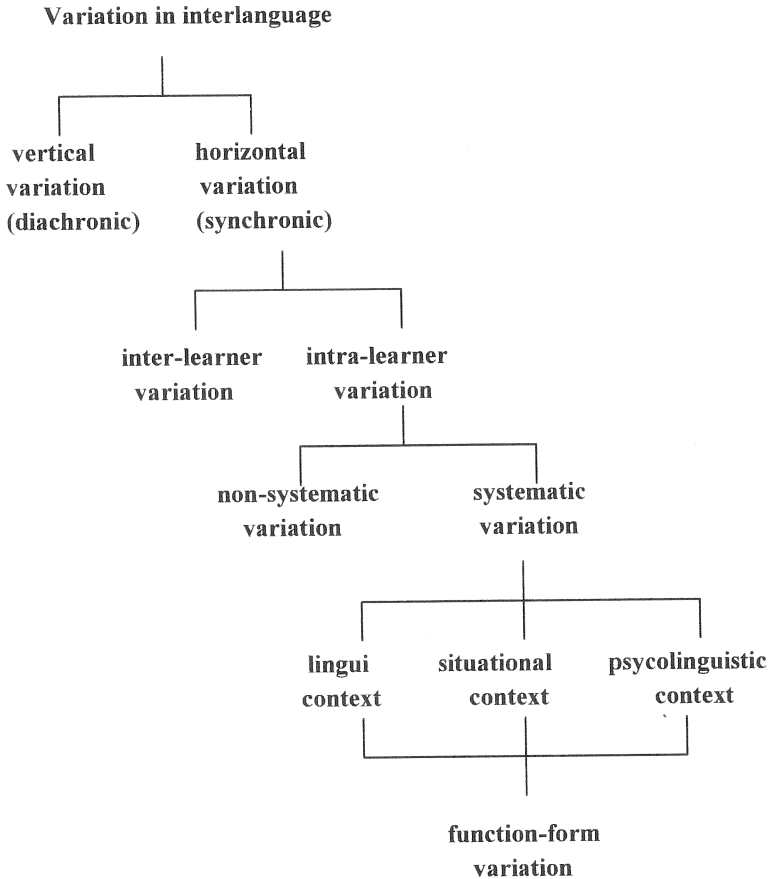 Variation in interlanguage
vertical
variation
(diachronic)
horizontal
variation
(synchronic)
inter-learner
variation
intra-learner
variation
non-systematic
variation
systematic
variation
lingui
context
situational
context
psycolinguistic
context
function-form
variation